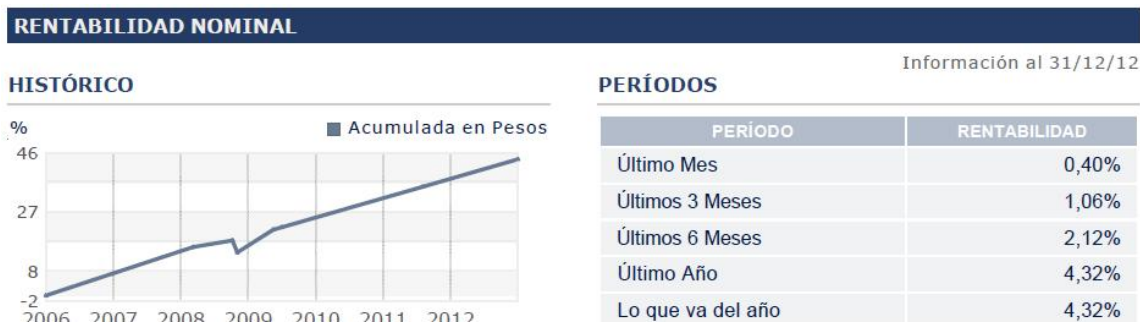 RENTABILIDAD NOMINAL
Información al 31/12/12
HISTÓRICO
%
Acumulada en Pesos
46
27
8
-2
2006 2007 2008 2009 2010 2011 2012
PERÍODOS
PERÍODO RENTABILIDAD
Último Mes 0,40%
Últimos 3 Meses 1,06%
Últimos 6 Meses 2,12%
Último Año 4,32%
Lo que va del año 4,32%